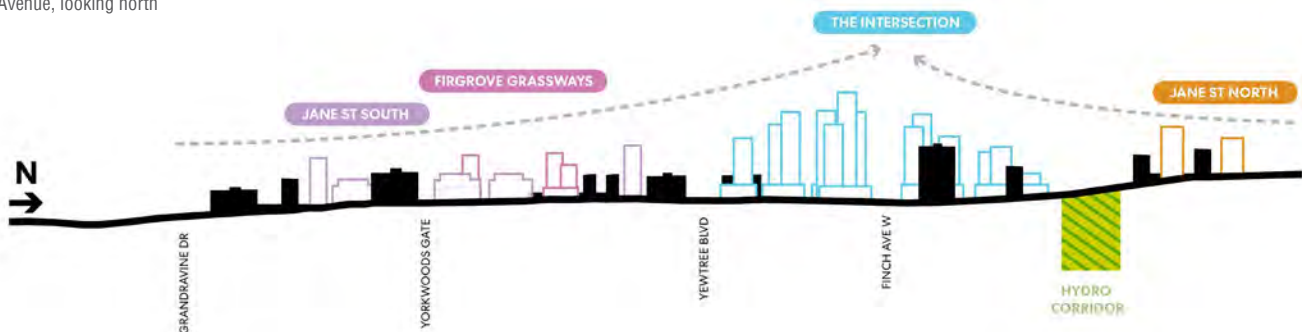 Avenue, looking north
THE INTERSECTION
FIRGROVE GRASSWAYS
JANE ST NORTH
JANE ST SOUTH
N
GRANDRAVINE DR
YORKWOODS GATE
YEWTREE BLVD
FINCH AVE W
HYDRO
CORRIDOR